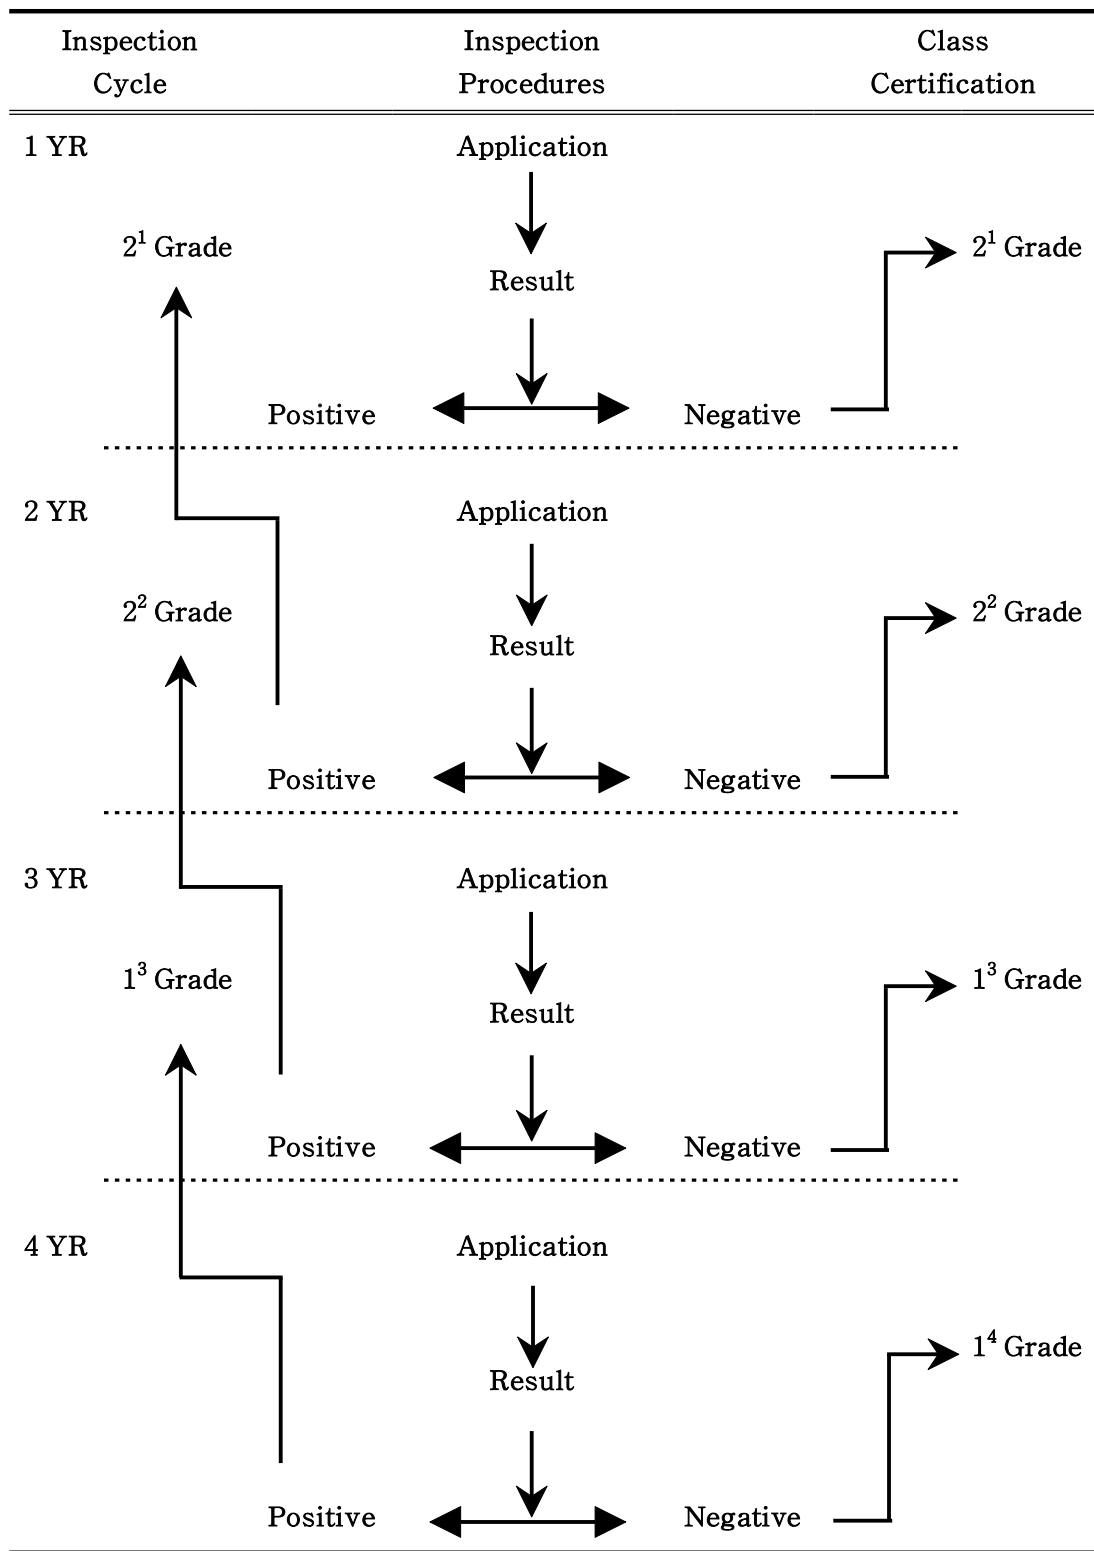 Inspection Cycle
Inspection Procedures
Class Certification
1 YR
Application
2¹ Grade
2¹ Grade
Result
Positive
Negative
2 YR
Application
2² Grade
2² Grade
Result
Positive
Negative
3 YR
Application
1³ Grade
1³ Grade
Result
Positive
Negative
4 YR
Application
1⁴ Grade
Result
Positive
Negative